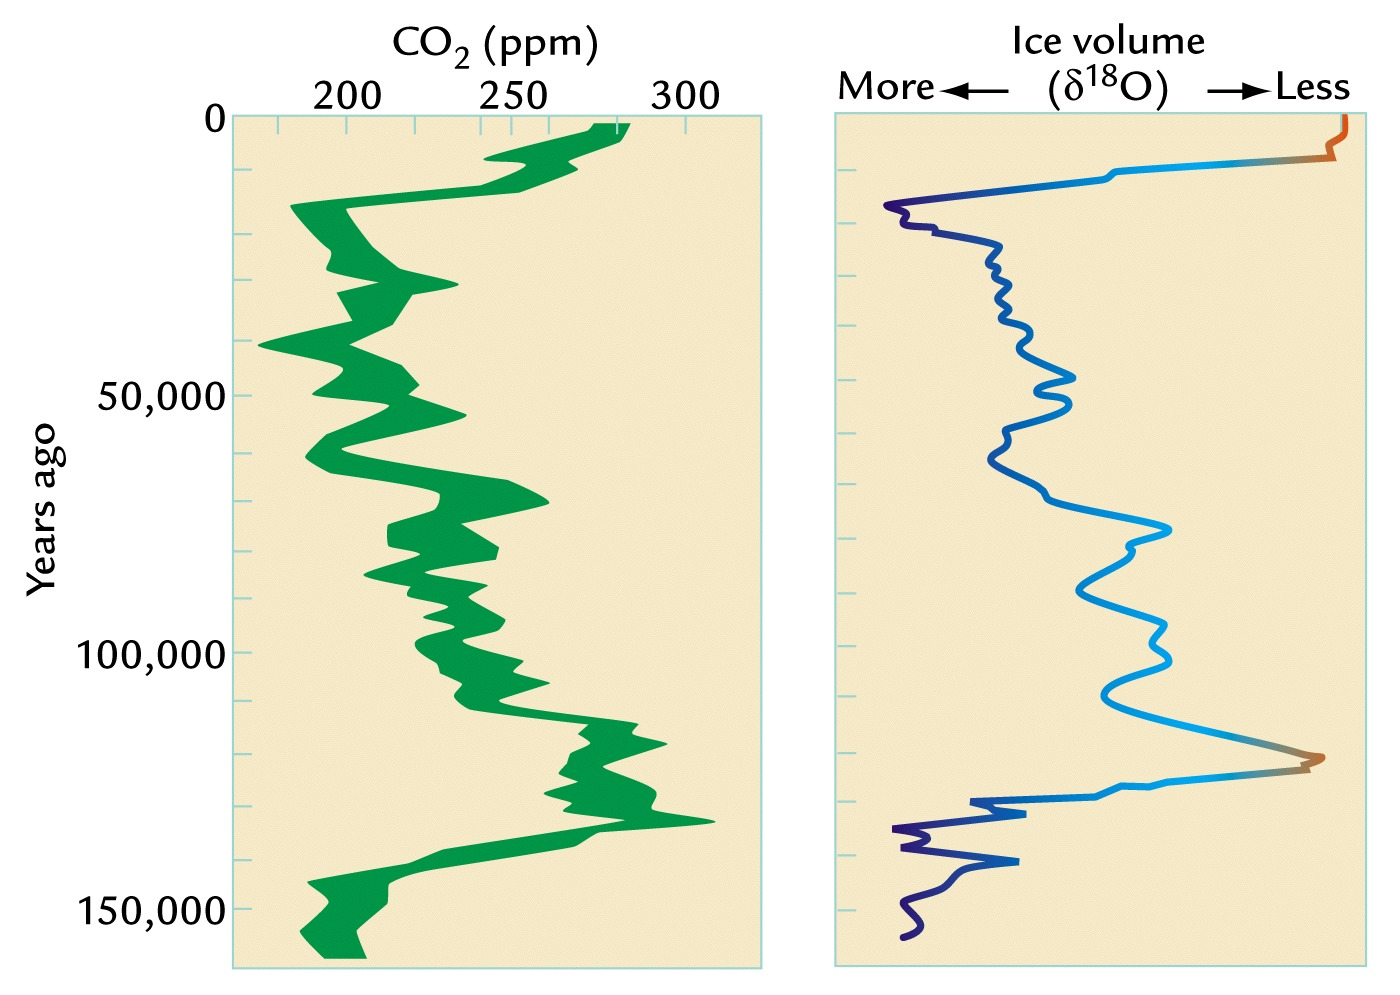 CO₂ (ppm)
200 250 300
0
50,000
100,000
150,000
Years ago
Ice volume
More (δ¹⁸O) Less